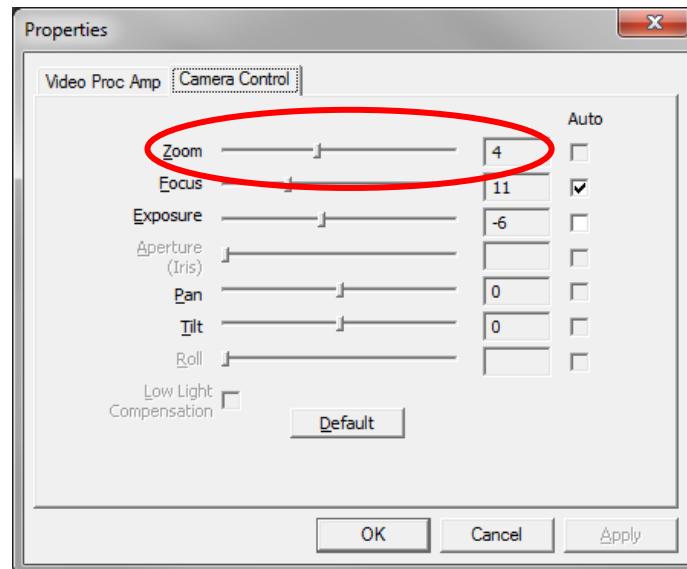 Properties
Video Proc Amp Camera Control
Auto
Zoom 4
Focus 11
Exposure -6
Aperture
(Iris)
Pan 0
Tilt 0
Roll
Low Light
Compensation
Default
OK Cancel Apply